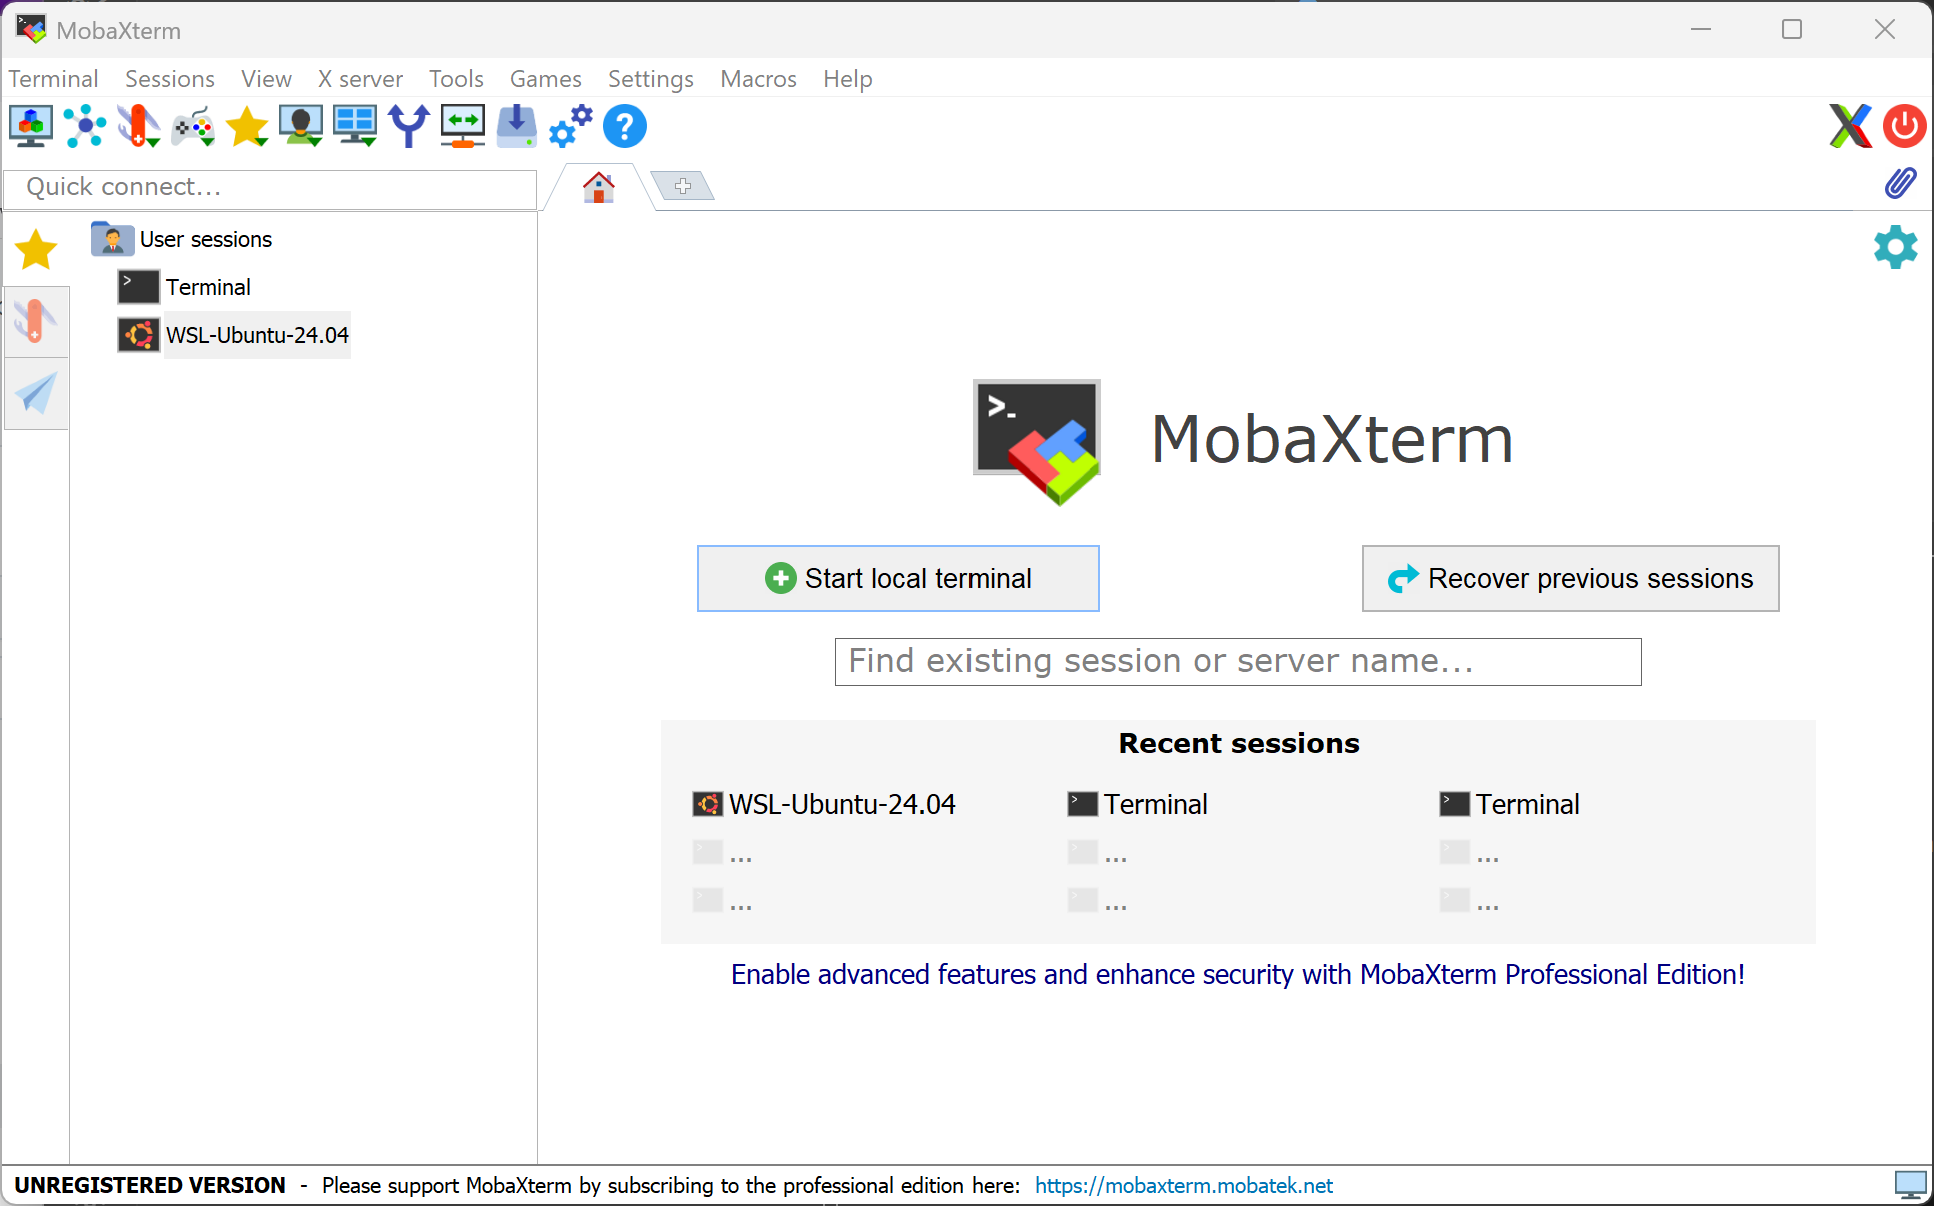 MobaXterm
Terminal Sessions View X server Tools Games Settings Macros Help
Quick connect...
User sessions
Terminal
WSL-Ubuntu-24.04
MobaXterm
Start local terminal
Recover previous sessions
Find existing session or server name...
Recent sessions
WSL-Ubuntu-24.04 Terminal Terminal
... ... ...
... ... ...
Enable advanced features and enhance security with MobaXterm Professional Edition!
UNREGISTERED VERSION - Please support MobaXterm by subscribing to the professional edition here: https://mobaxterm.mobatek.net